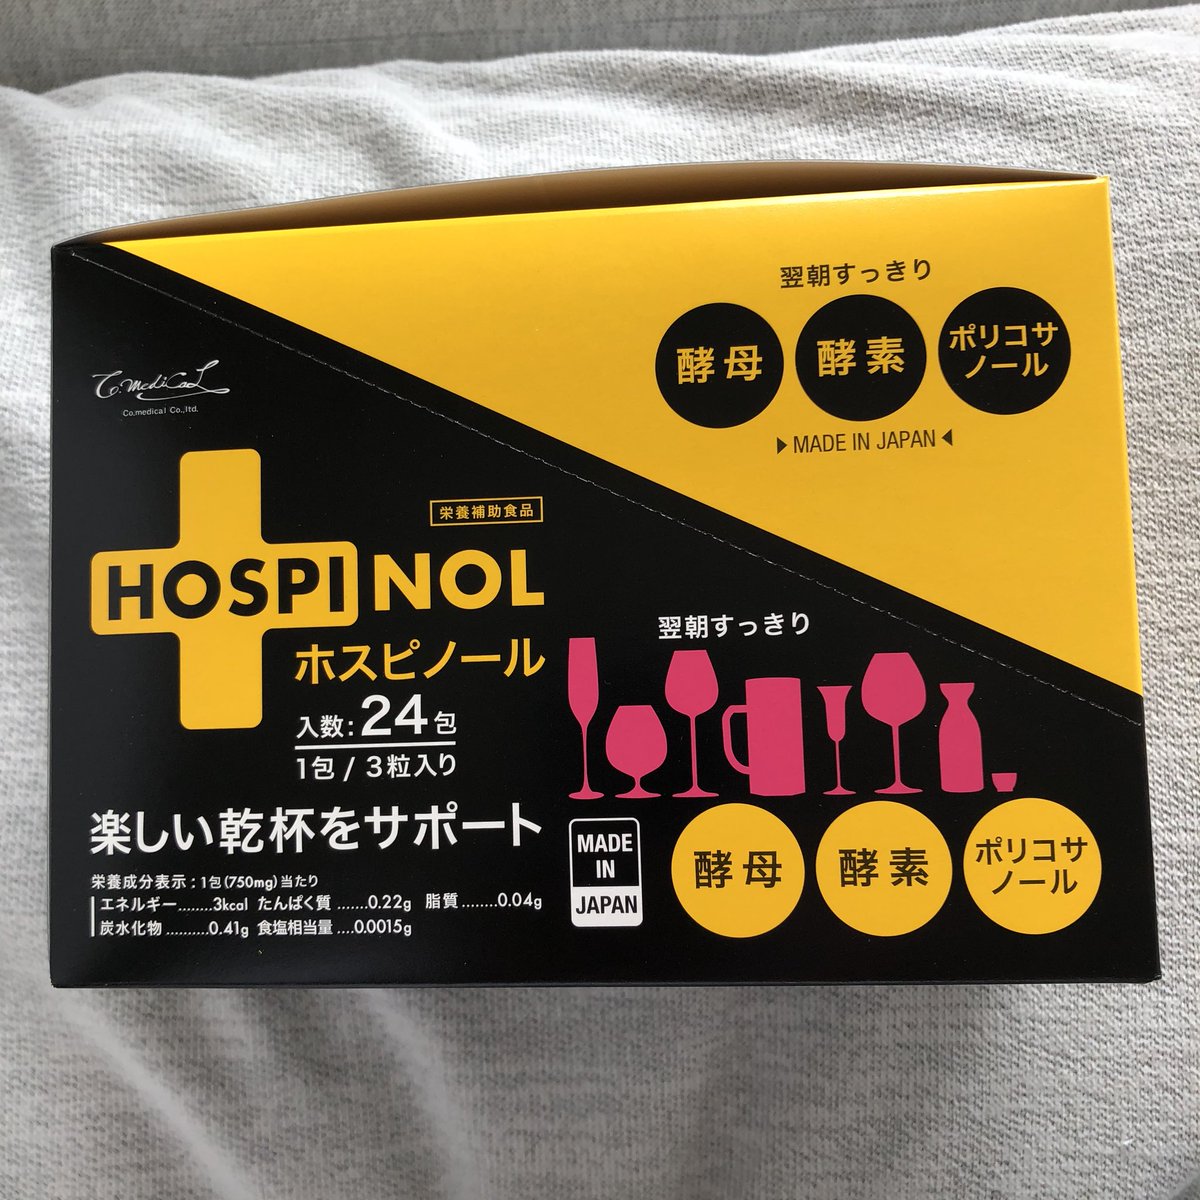 翌朝すっきり
酵母
酵素
ポリコサ
ノール
MADE IN JAPAN
Co.medical
Co.medical Co.,ltd.
栄養補助食品
HOSPINOL
ホスピノール
入数:24包
1包 / 3粒入り
楽しい乾杯をサポート
栄養成分表示:1包(750mg)当たり
エネルギー........3kcal たんぱく質 .......0.22g 脂質........0.04g
炭水化物 ..........0.41g 食塩相当量 ....0.0015g
翌朝すっきり
MADE
IN
JAPAN
酵母
酵素
ポリコサ
ノール